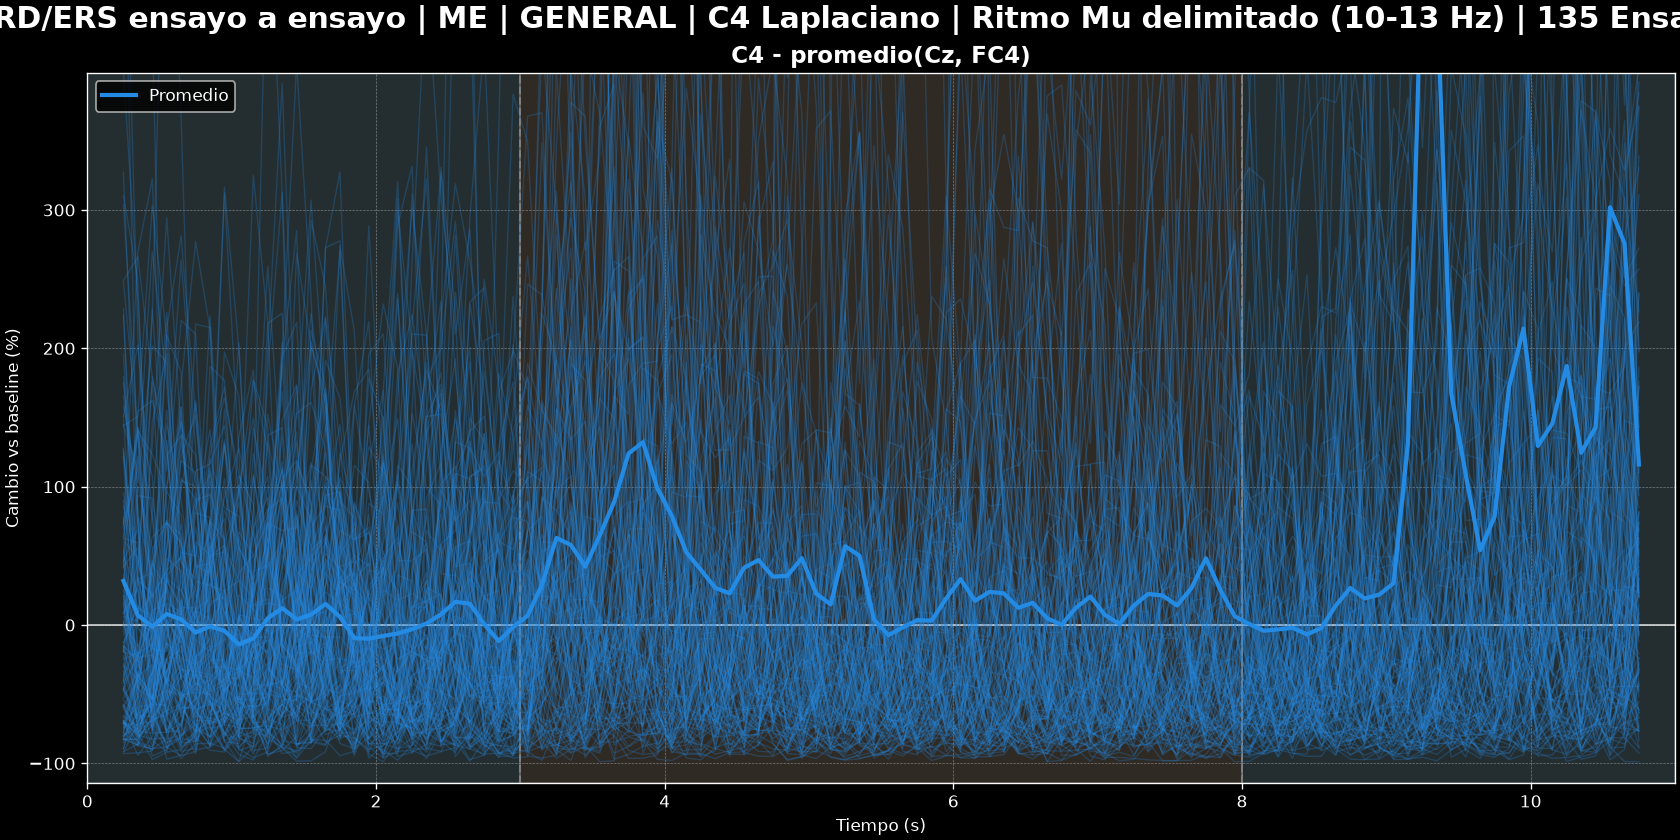 RD/ERS ensayo a ensayo | ME | GENERAL | C4 Laplaciano | Ritmo Mu delimitado (10-13 Hz) | 135 Ensa
C4 - promedio(Cz, FC4)
Promedio
Cambio vs baseline (%)
300
200
100
0
−100
0 2 4 6 8 10
Tiempo (s)